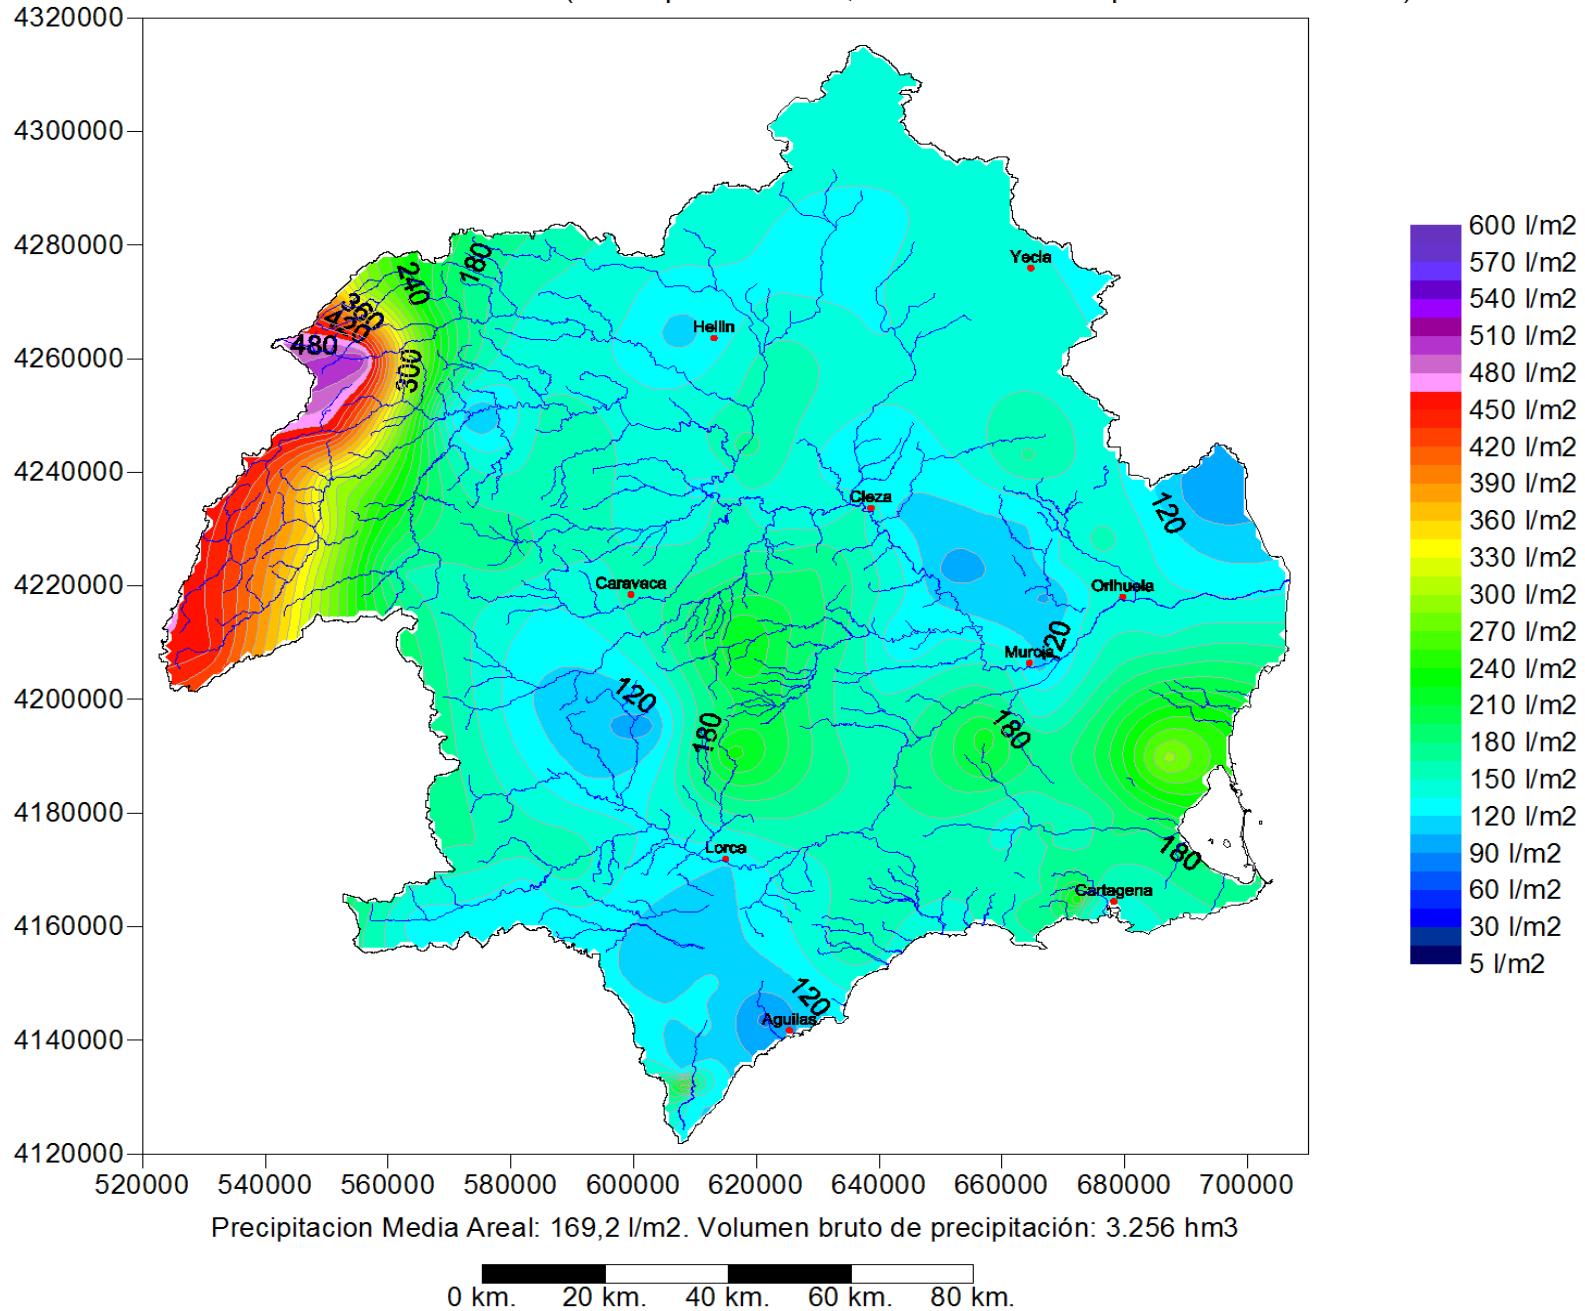 4320000
4300000
4280000
4260000
4240000
4220000
4200000
4180000
4160000
4140000
4120000
520000 540000 560000 580000 600000 620000 640000 660000 680000 700000
240
180
360
420
480
300
Yecla
Hellin
Cieza
120
Caravaca
Orihuela
120
Murcia
120
180
180
Lorca
180
Cartagena
120
Aguilas
600 l/m2
570 l/m2
540 l/m2
510 l/m2
480 l/m2
450 l/m2
420 l/m2
390 l/m2
360 l/m2
330 l/m2
300 l/m2
270 l/m2
240 l/m2
210 l/m2
180 l/m2
150 l/m2
120 l/m2
90 l/m2
60 l/m2
30 l/m2
5 l/m2
Precipitacion Media Areal: 169,2 l/m2. Volumen bruto de precipitación: 3.256 hm3
0 km. 20 km. 40 km. 60 km. 80 km.